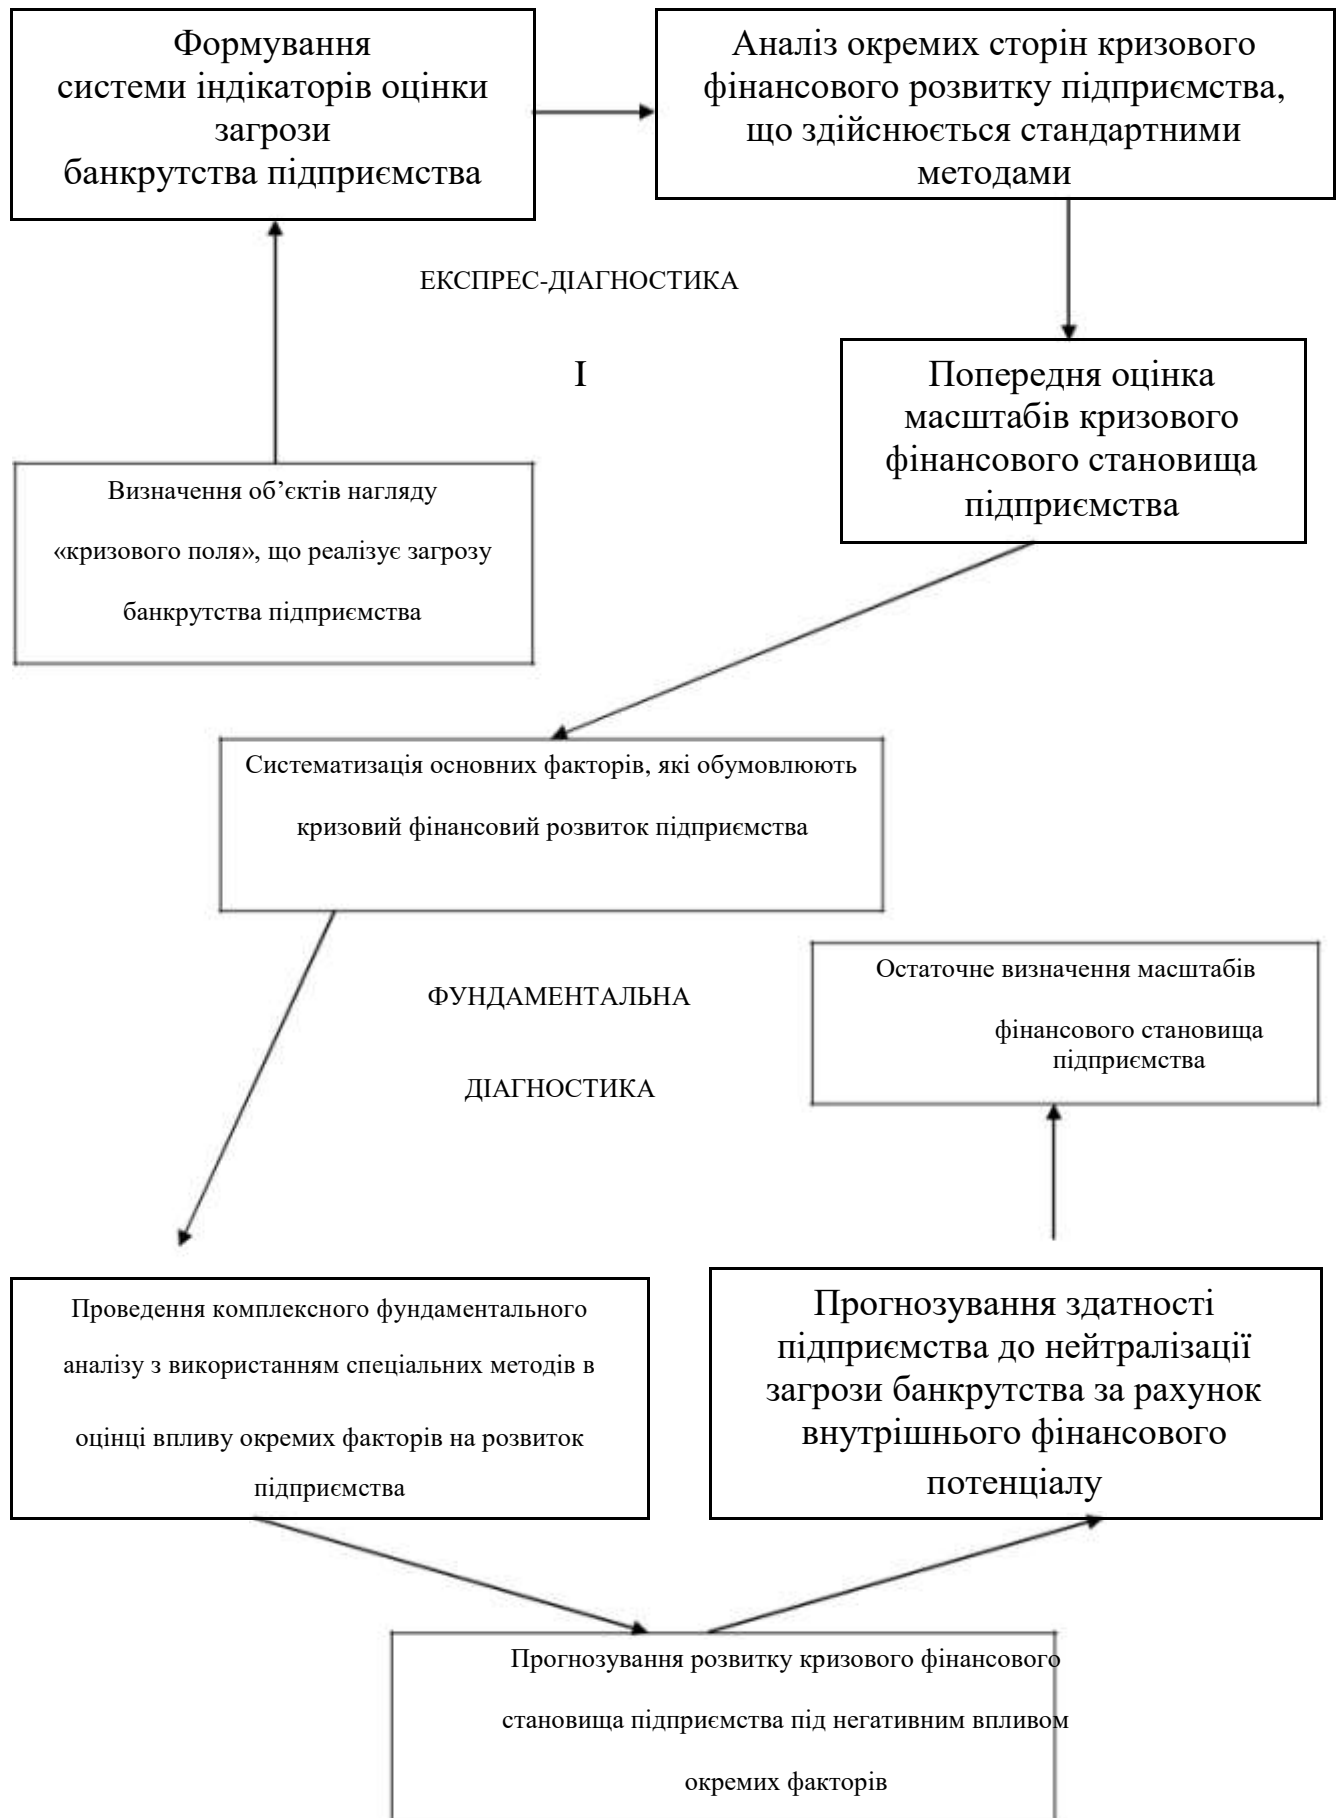 Формування
системи індикаторів оцінки
загрози
банкрутства підприємства
Аналіз окремих сторін кризового
фінансового розвитку підприємства,
що здійснюється стандартними
методами
ЕКСПРЕС-ДІАГНОСТИКА
І
Попередня оцінка
масштабів кризового
фінансового становища
підприємства
Визначення об’єктів нагляду
«кризового поля», що реалізує загрозу
банкрутства підприємства
Систематизація основних факторів, які обумовлюють
кризовий фінансовий розвиток підприємства
ФУНДАМЕНТАЛЬНА
ДІАГНОСТИКА
Остаточне визначення масштабів
фінансового становища
підприємства
Проведення комплексного фундаментального
аналізу з використанням спеціальних методів в
оцінці впливу окремих факторів на розвиток
підприємства
Прогнозування здатності
підприємства до нейтралізації
загрози банкрутства за рахунок
внутрішнього фінансового
потенціалу
Прогнозування розвитку кризового фінансового
становища підприємства під негативним впливом
окремих факторів